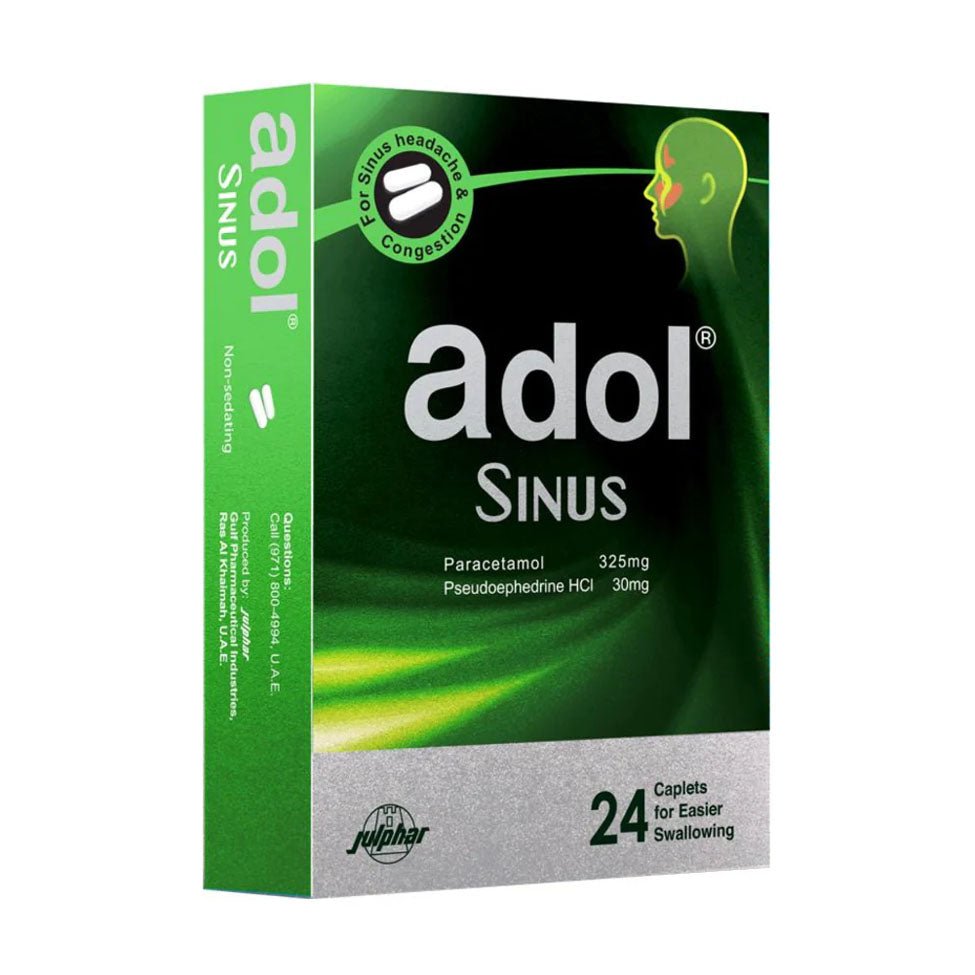 adol®
SINUS
Non-sedating
Questions:
Call (971) 800-4994, U.A.E.
Produced by: julphar
Gulf Pharmaceutical Industries,
Ras Al Khaimah, U.A.E.
For Sinus headache &
Congestion
adol®
SINUS
Paracetamol 325mg
Pseudoephedrine HCl 30mg
julphar
24
Caplets
for Easier
Swallowing